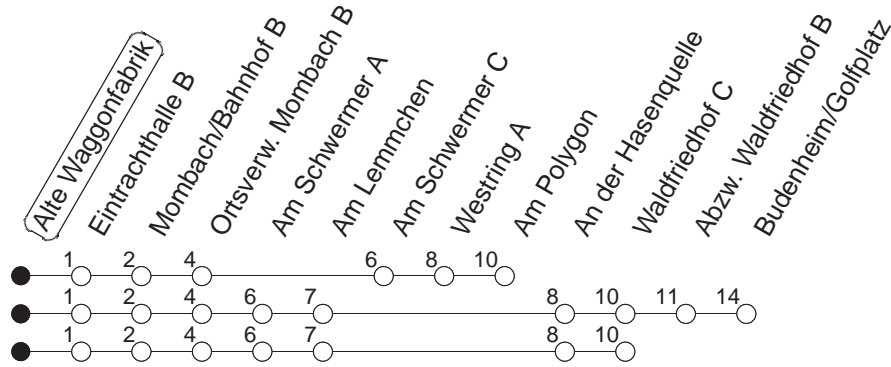 Alte Waggonfabrik
Eintrachthalle B
Mombach/Bahnhof B
Ortsverw. Mombach B
Am Schwermer A
Am Lemmchen
Am Schwermer C
Westring A
Am Polygon
An der Hasenquelle
Waldfriedhof C
Abzw. Waldfriedhof B
Budenheim/Golfplatz
1 2 4 6 8 10
1 2 4 6 7 8 10 11 14
1 2 4 6 7 8 10